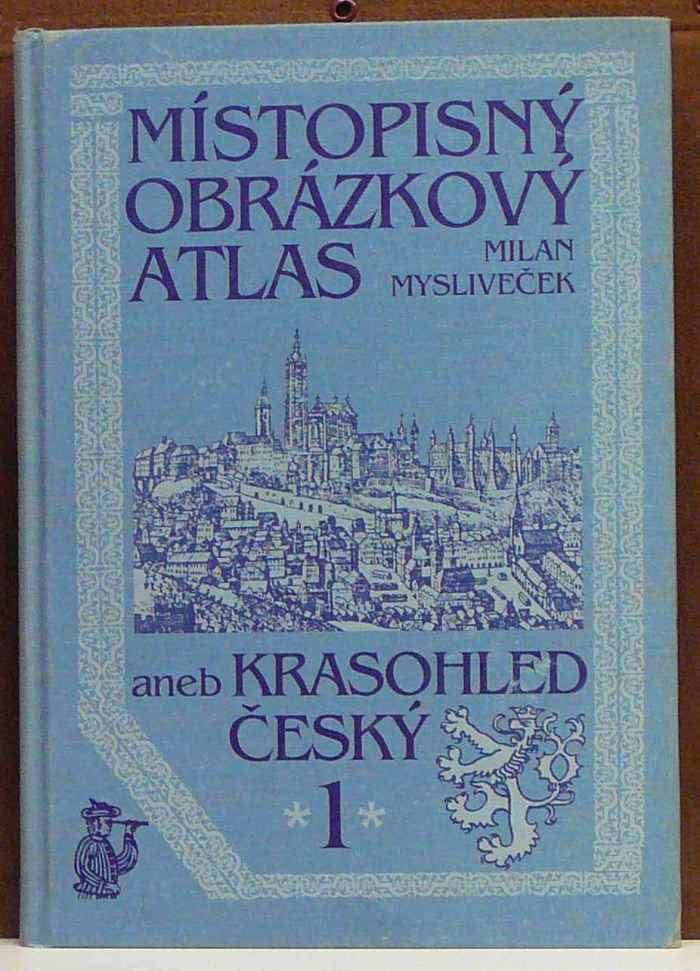 MÍSTOPISNÝ
OBRÁZKOVÝ
ATLAS
MILAN
MYSLIVEČEK
aneb KRASOHLED
ČESKÝ
*1*